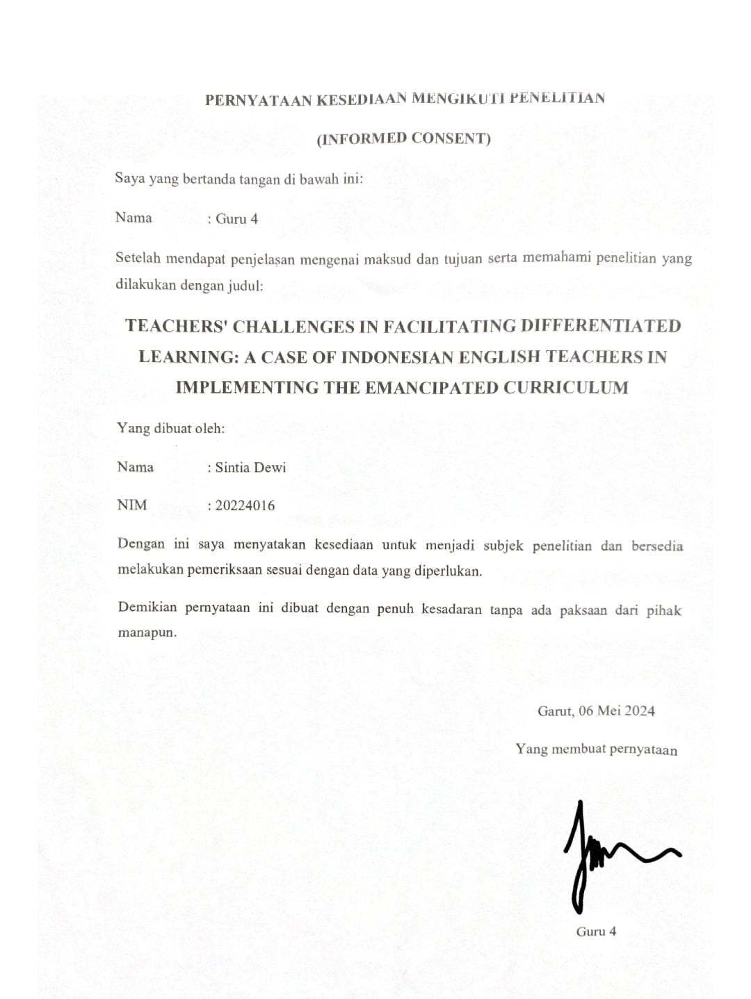 PERNYATAAN KESEDIAAN MENGIKUTI PENELITIAN
(INFORMED CONSENT)
Saya yang bertanda tangan di bawah ini:
Nama : Guru 4
Setelah mendapat penjelasan mengenai maksud dan tujuan serta memahami penelitian yang
dilakukan dengan judul:
TEACHERS' CHALLENGES IN FACILITATING DIFFERENTIATED
LEARNING: A CASE OF INDONESIAN ENGLISH TEACHERS IN
IMPLEMENTING THE EMANCIPATED CURRICULUM
Yang dibuat oleh:
Nama : Sintia Dewi
NIM : 20224016
Dengan ini saya menyatakan kesediaan untuk menjadi subjek penelitian dan bersedia
melakukan pemeriksaan sesuai dengan data yang diperlukan.
Demikian pernyataan ini dibuat dengan penuh kesadaran tanpa ada paksaan dari pihak
manapun.
Garut, 06 Mei 2024
Yang membuat pernyataan
Guru 4